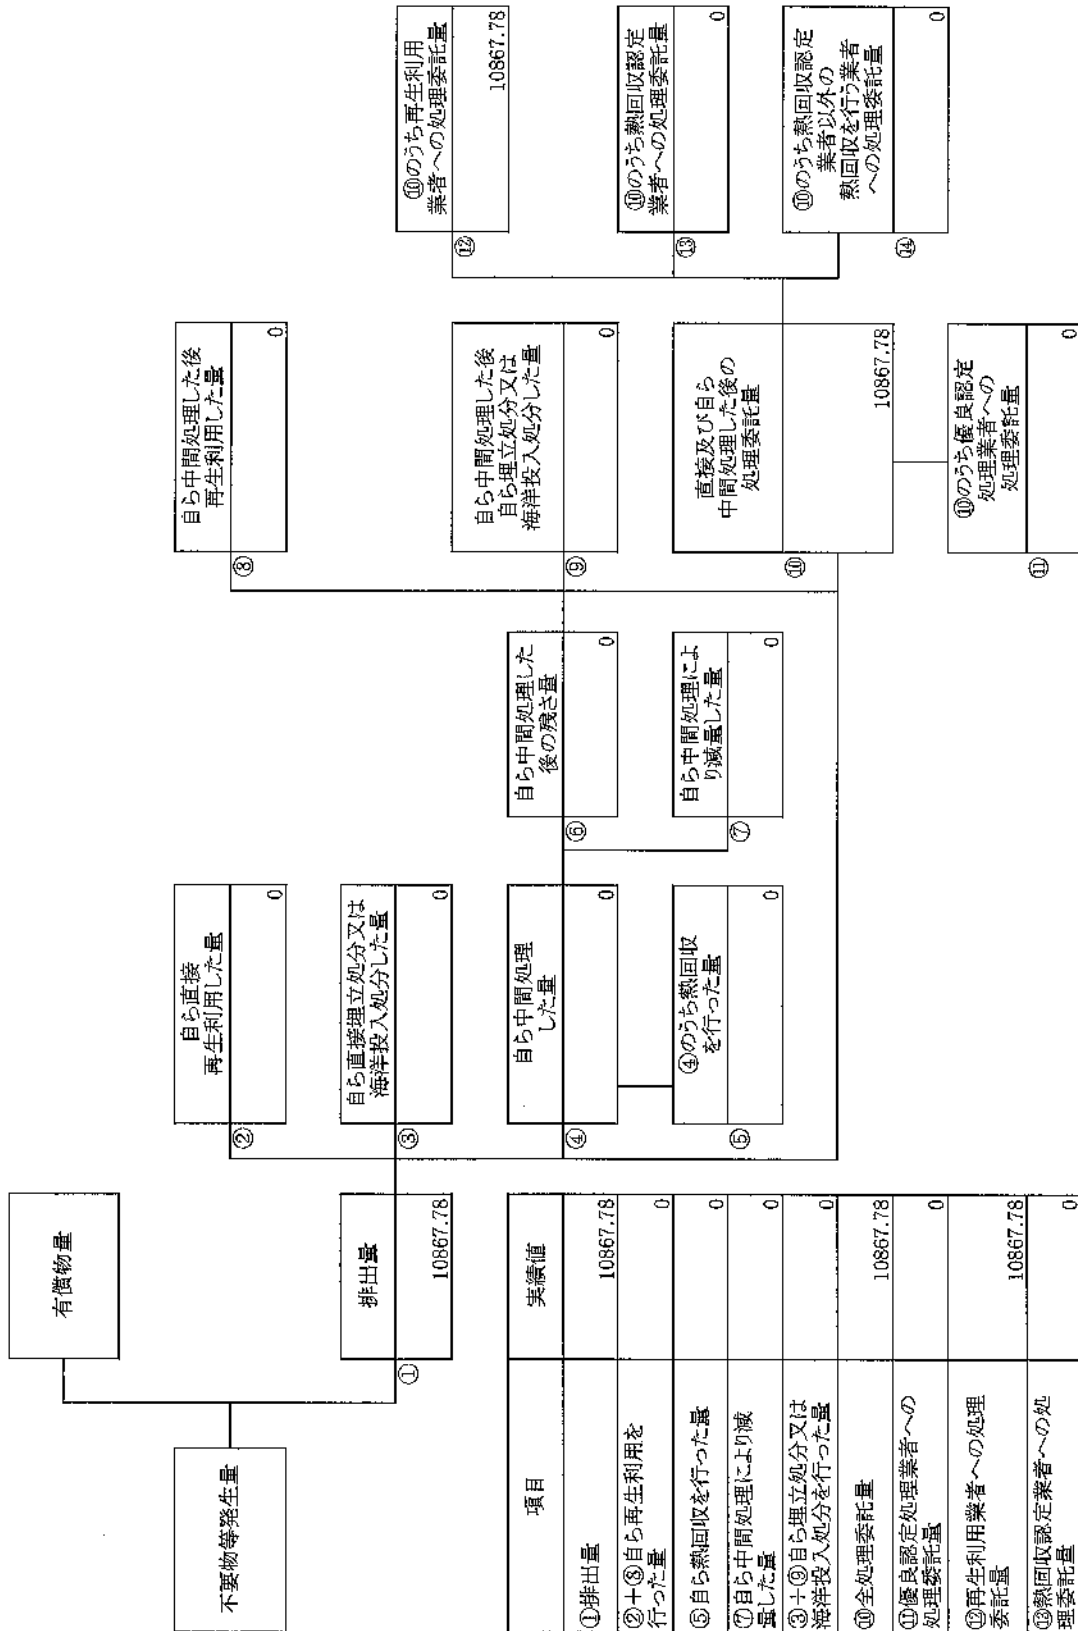 不要物等発生量
有償物量
①
排出量
10867.78
②
自ら直接
再生利用した量
0
③
自ら直接埋立処分又は
海洋投入処分した量
0
④
自ら中間処理
した量
0
⑤
④のうち熱回収
を行った量
0
⑥
自ら中間処理した
後の残さ量
0
⑦
自ら中間処理によ
り減量した量
0
⑧
自ら中間処理した後
再生利用した量
0
⑨
自ら中間処理した後
自ら埋立処分又は
海洋投入処分した量
0
⑩
直接及び自ら
中間処理した後の
処理委託量
10867.78
⑪
⑩のうち優良認定
処理業者への
処理委託量
0
⑫
⑩のうち再生利用
業者への処理委託量
10867.78
⑬
⑩のうち熱回収認定
業者への処理委託量
0
⑭
⑩のうち熱回収認定
業者以外の
熱回収を行う業者
への処理委託量
0
項目 実績値
①排出量 10867.78
②+⑧自ら再生利用を
行った量 0
⑤自ら熱回収を行った量 0
⑦自ら中間処理により減
量した量 0
③+⑨自ら埋立処分又は
海洋投入処分を行った量 0
⑩全処理委託量 10867.78
⑪優良認定処理業者への
処理委託量 0
⑫再生利用業者への処理
委託量 10867.78
⑬熱回収認定業者への処
理委託量 0